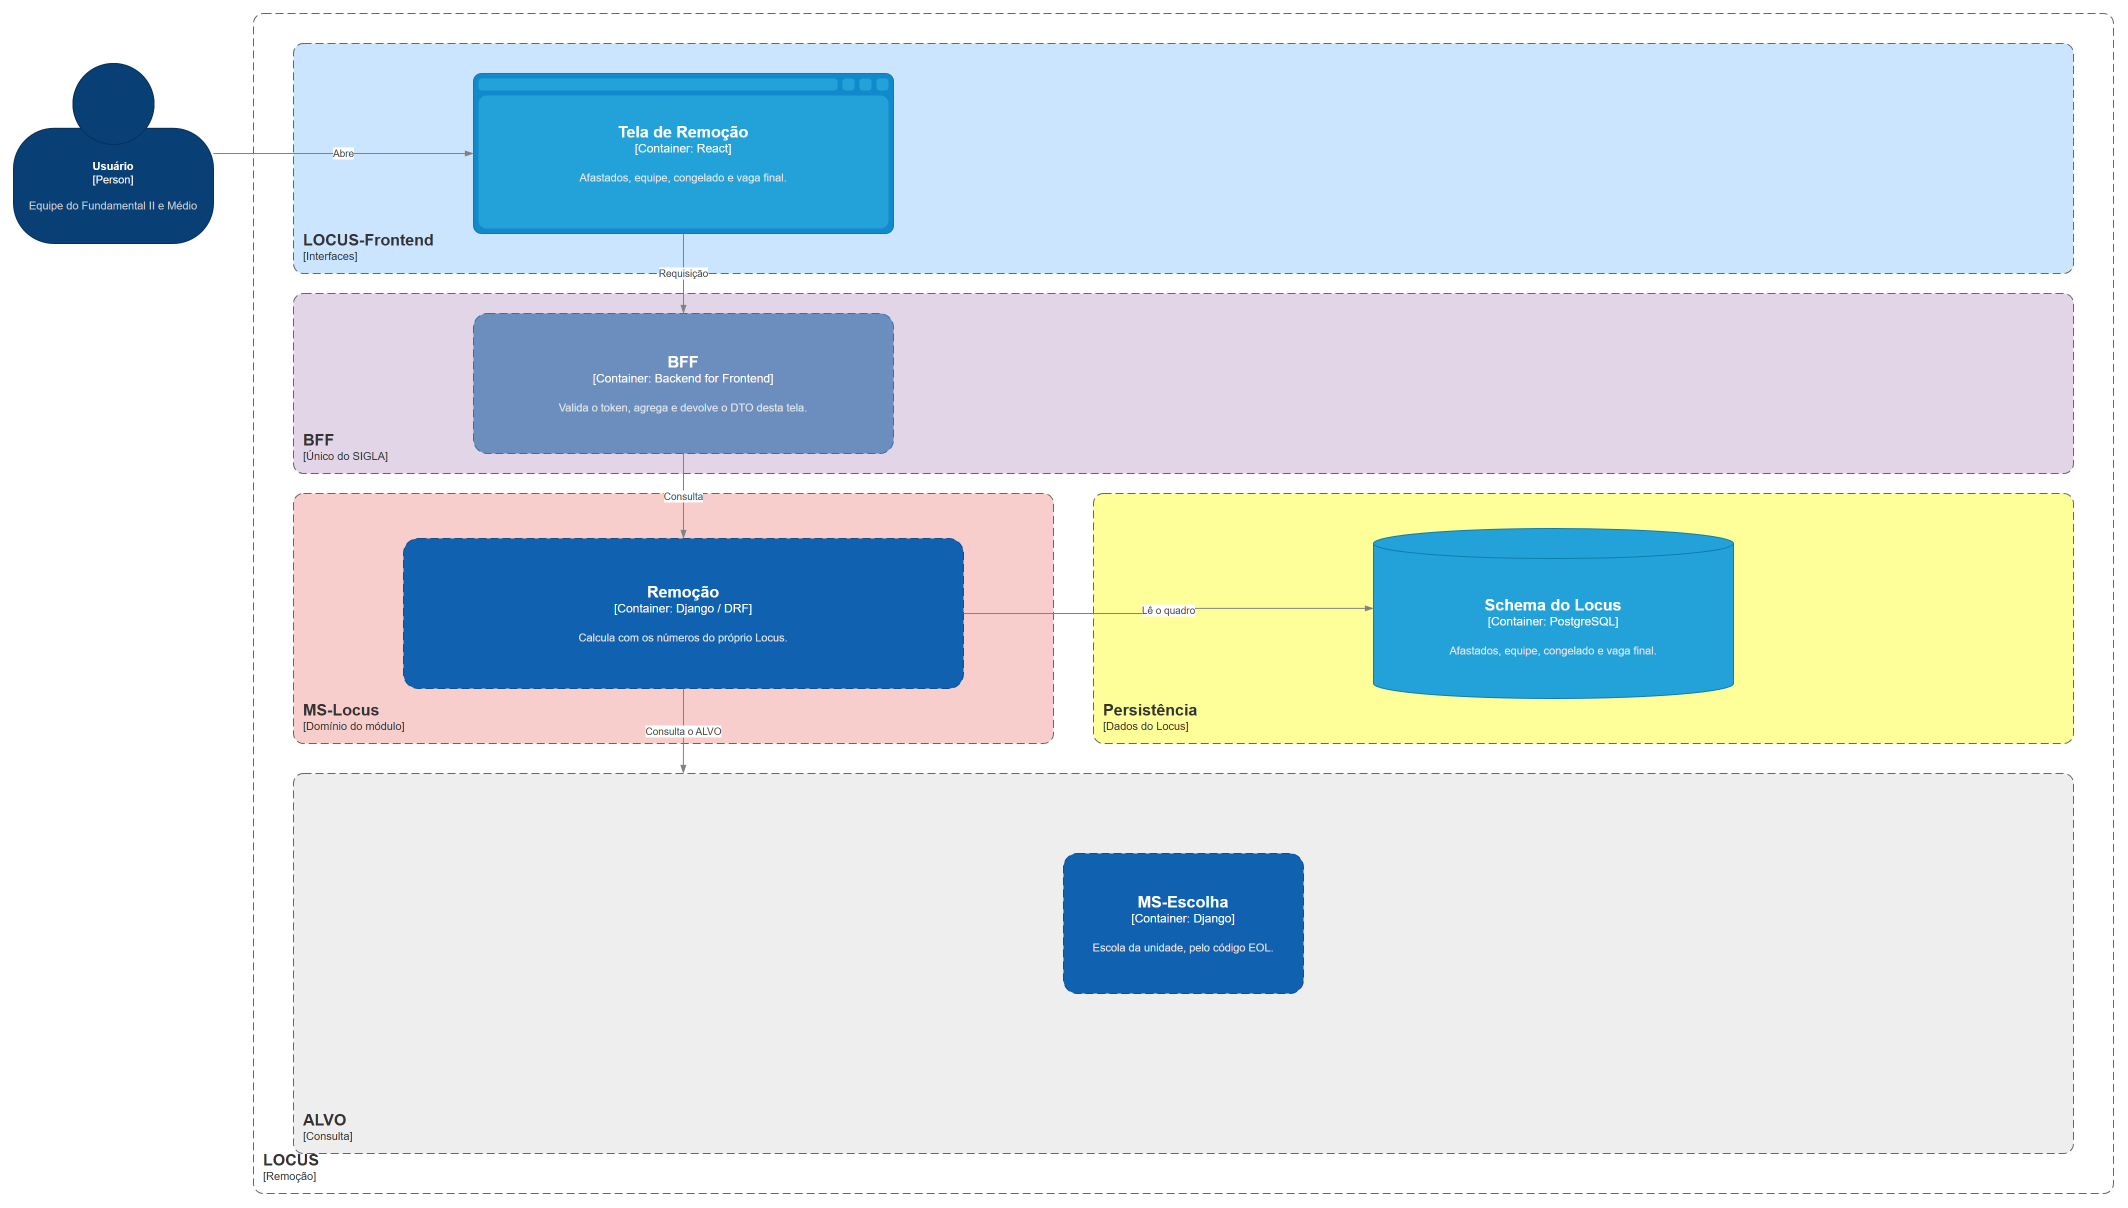 Usuário
[Person]
Equipe do Fundamental II e Médio
Abre
Tela de Remoção
[Container: React]
Afastados, equipe, congelado e vaga final.
LOCUS-Frontend
[Interfaces]
Requisição
BFF
[Container: Backend for Frontend]
Valida o token, agrega e devolve o DTO desta tela.
BFF
[Único do SIGLA]
Consulta
Remoção
[Container: Django / DRF]
Calcula com os números do próprio Locus.
MS-Locus
[Domínio do módulo]
Lê o quadro
Schema do Locus
[Container: PostgreSQL]
Afastados, equipe, congelado e vaga final.
Persistência
[Dados do Locus]
Consulta o ALVO
MS-Escolha
[Container: Django]
Escola da unidade, pelo código EOL.
ALVO
[Consulta]
LOCUS
[Remoção]